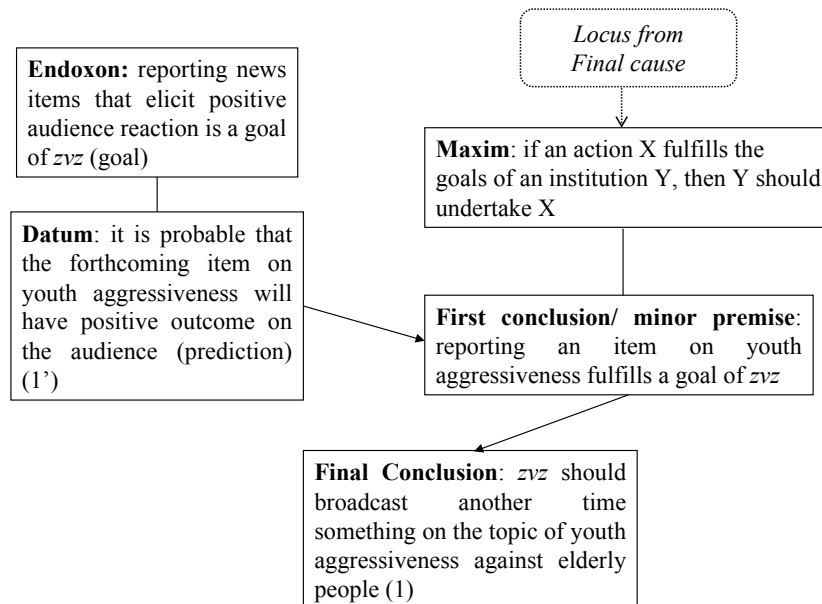 Locus from
Final cause
Endoxon: reporting news
items that elicit positive
audience reaction is a goal
of zvz (goal)
Maxim: if an action X fulfills the
goals of an institution Y, then Y should
undertake X
Datum: it is probable that
the forthcoming item on
youth aggressiveness will
have positive outcome on
the audience (prediction)
(1’)
First conclusion/ minor premise:
reporting an item on youth
aggressiveness fulfills a goal of zvz
Final Conclusion: zvz should
broadcast another time
something on the topic of youth
aggressiveness against elderly
people (1)